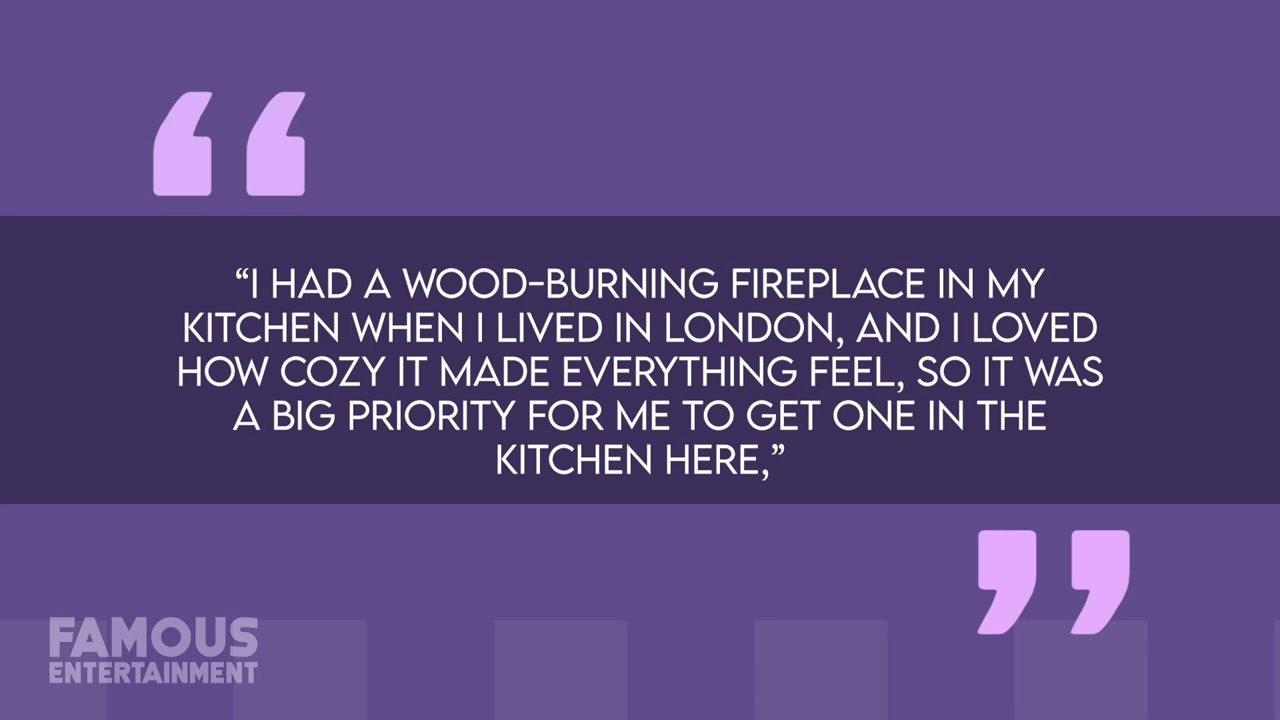 “I HAD A WOOD-BURNING FIREPLACE IN MY
KITCHEN WHEN I LIVED IN LONDON, AND I LOVED
HOW COZY IT MADE EVERYTHING FEEL, SO IT WAS
A BIG PRIORITY FOR ME TO GET ONE IN THE
KITCHEN HERE,”
FAMOUS
ENTERTAINMENT